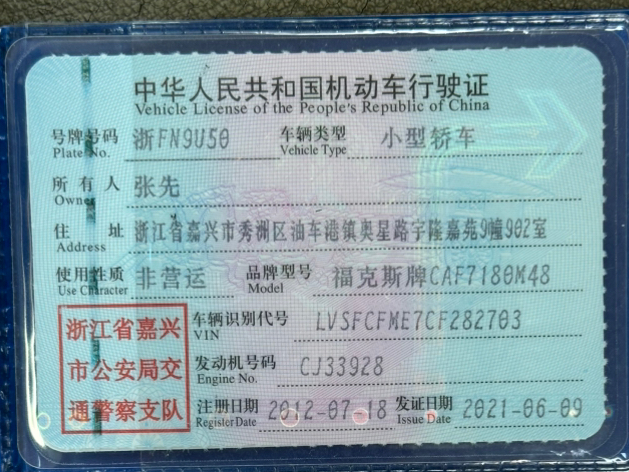 中华人民共和国机动车行驶证
Vehicle License of the People's Republic of China
号牌号码 浙FN9U50 车辆类型 小型轿车
Plate No. Vehicle Type
所有人 张先
Owner
住址 浙江省嘉兴市秀洲区油车港镇奥星路宇隆嘉苑9幢902室
Address
使用性质 非营运 品牌型号 福克斯牌CAF7180M48
Use Character Model
浙江省嘉兴
市公安局交
通警察支队
车辆识别代号 LVSFCFME7CF282703
VIN
发动机号码 CJ33928
Engine No.
注册日期 2012-07-18 发证日期 2021-06-09
Register Date Issue Date